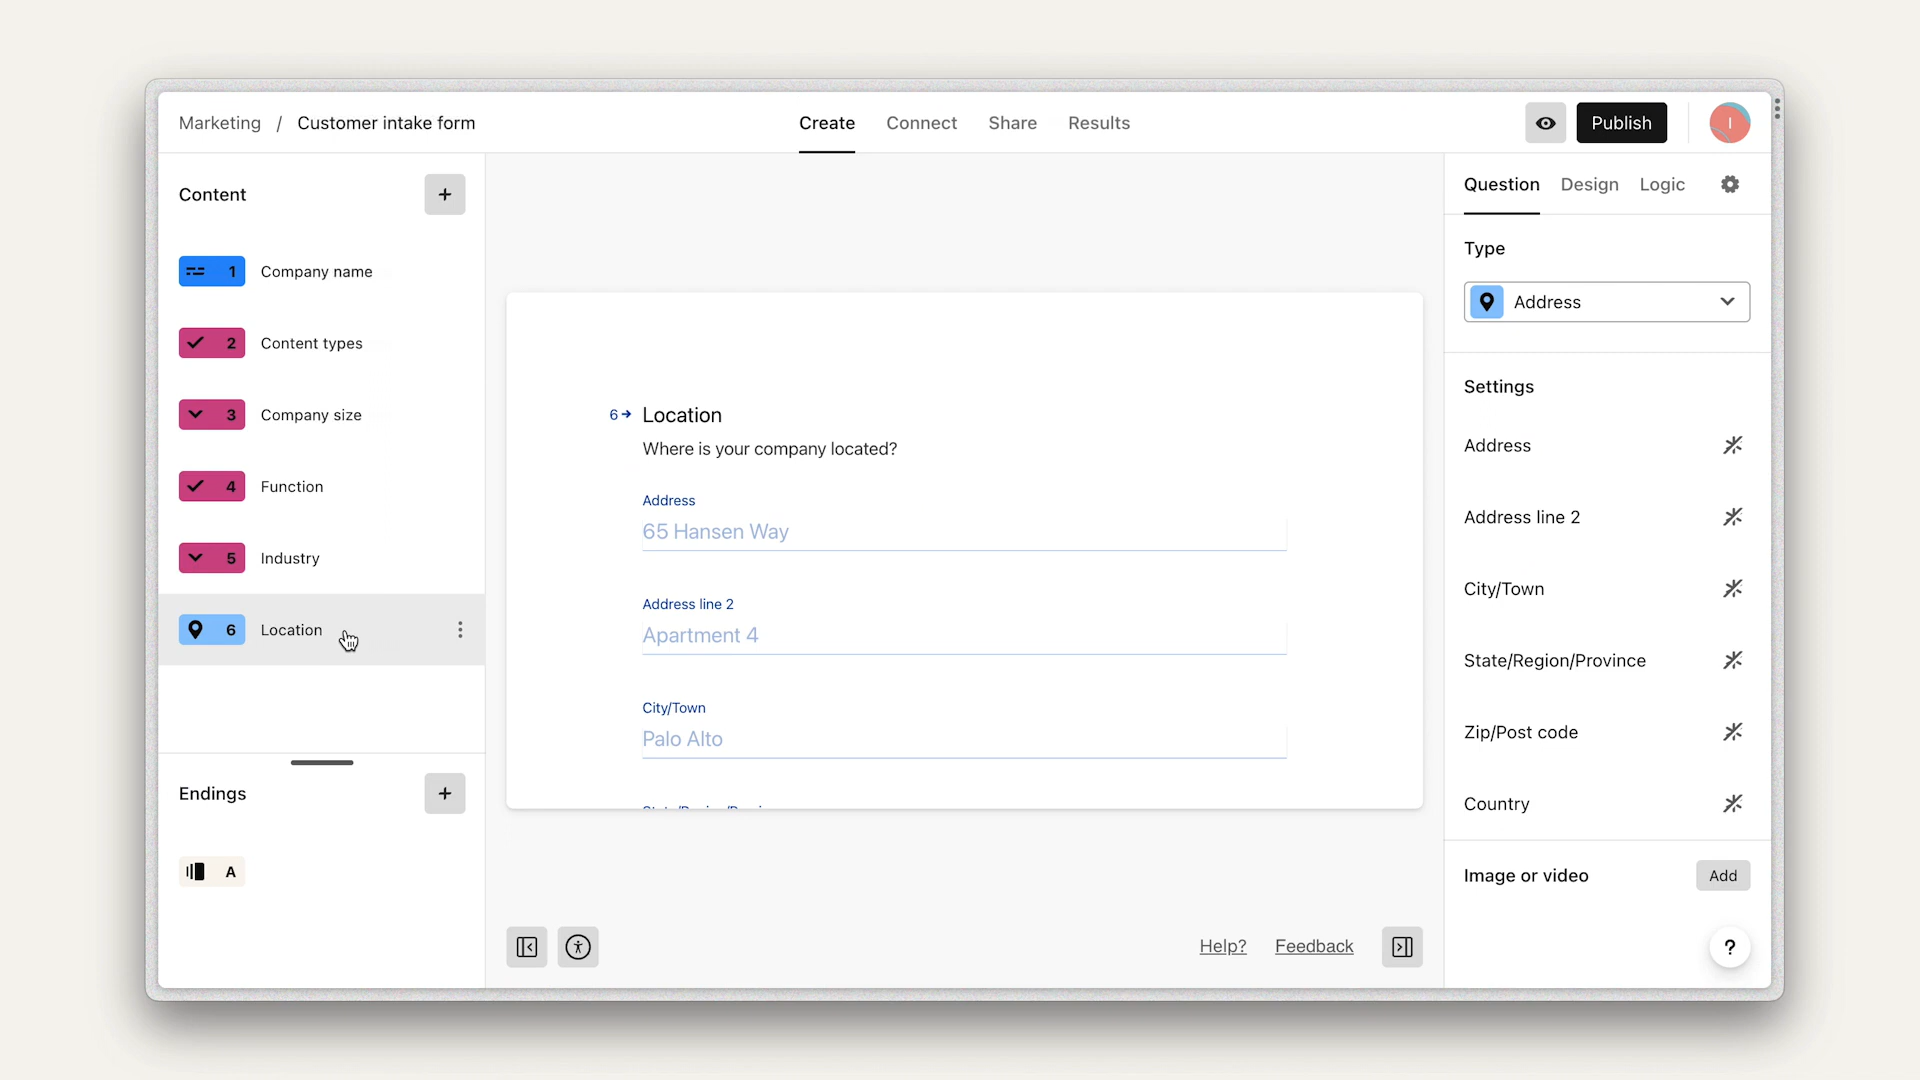 Marketing / Customer intake form
Create
Connect
Share
Results
Publish
I
Content
+
1 Company name
2 Content types
3 Company size
4 Function
5 Industry
6 Location
Endings
+
A
6 Location
Where is your company located?
Address
65 Hansen Way
Address line 2
Apartment 4
City/Town
Palo Alto
Help?
Feedback
Question
Design
Logic
Type
Address
Settings
Address
Address line 2
City/Town
State/Region/Province
Zip/Post code
Country
Image or video
Add
?